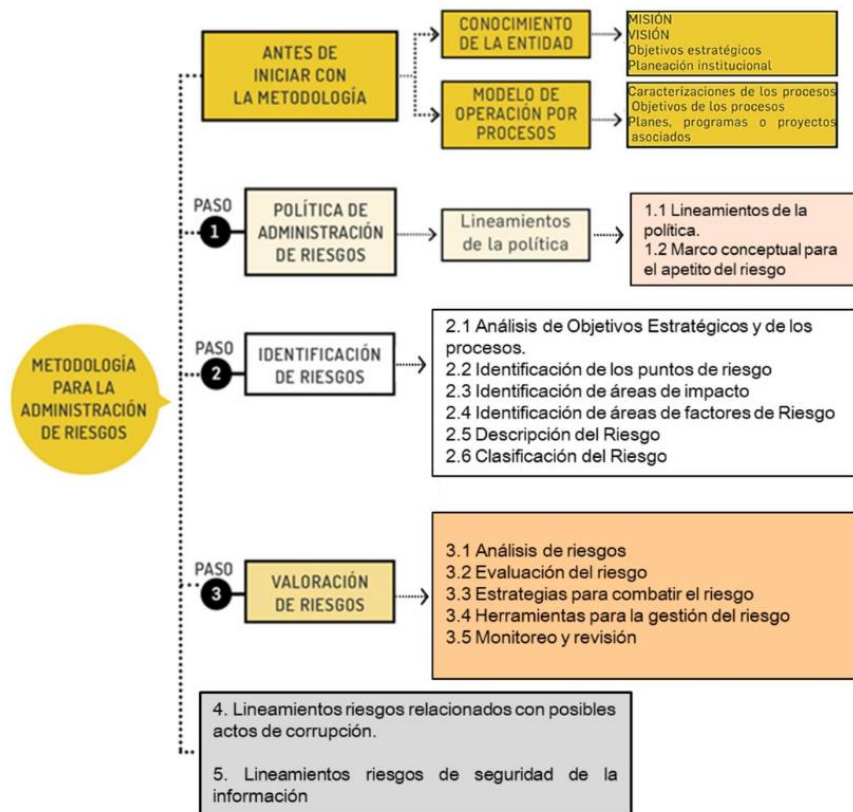 METODOLOGÍA
PARA LA
ADMINISTRACIÓN
DE RIESGOS
ANTES DE
INICIAR CON
LA METODOLOGÍA
CONOCIMIENTO
DE LA ENTIDAD
MISIÓN
VISIÓN
Objetivos estratégicos
Planeación institucional
MODELO DE
OPERACIÓN POR
PROCESOS
Caracterizaciones de los procesos
Objetivos de los procesos
Planes, programas o proyectos
asociados
PASO
1
POLÍTICA DE
ADMINISTRACIÓN
DE RIESGOS
Lineamientos
de la política
1.1 Lineamientos de la
política.
1.2 Marco conceptual para
el apetito del riesgo
PASO
2
IDENTIFICACIÓN
DE RIESGOS
2.1 Análisis de Objetivos Estratégicos y de los
procesos.
2.2 Identificación de los puntos de riesgo
2.3 Identificación de áreas de impacto
2.4 Identificación de áreas de factores de Riesgo
2.5 Descripción del Riesgo
2.6 Clasificación del Riesgo
PASO
3
VALORACIÓN
DE RIESGOS
3.1 Análisis de riesgos
3.2 Evaluación del riesgo
3.3 Estrategias para combatir el riesgo
3.4 Herramientas para la gestión del riesgo
3.5 Monitoreo y revisión
4. Lineamientos riesgos relacionados con posibles
actos de corrupción.
5. Lineamientos riesgos de seguridad de la
información